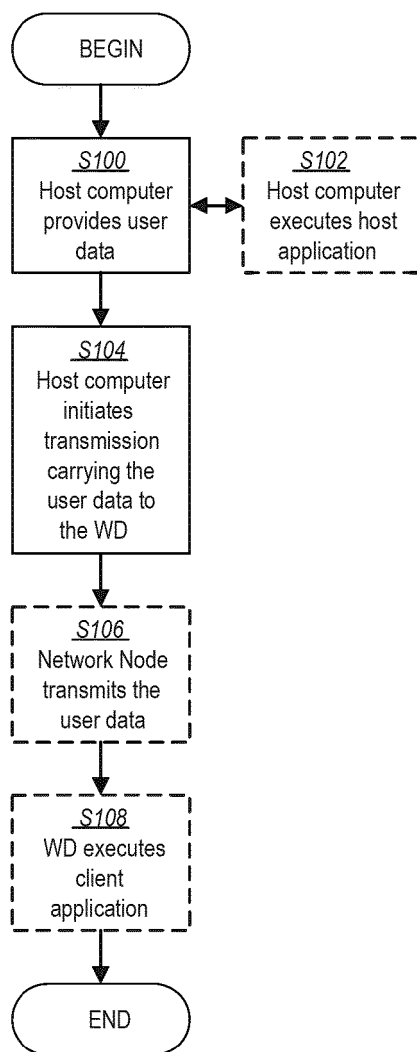 BEGIN
S100
Host computer
provides user
data
S102
Host computer
executes host
application
S104
Host computer
initiates
transmission
carrying the
user data to
the WD
S106
Network Node
transmits the
user data
S108
WD executes
client
application
END